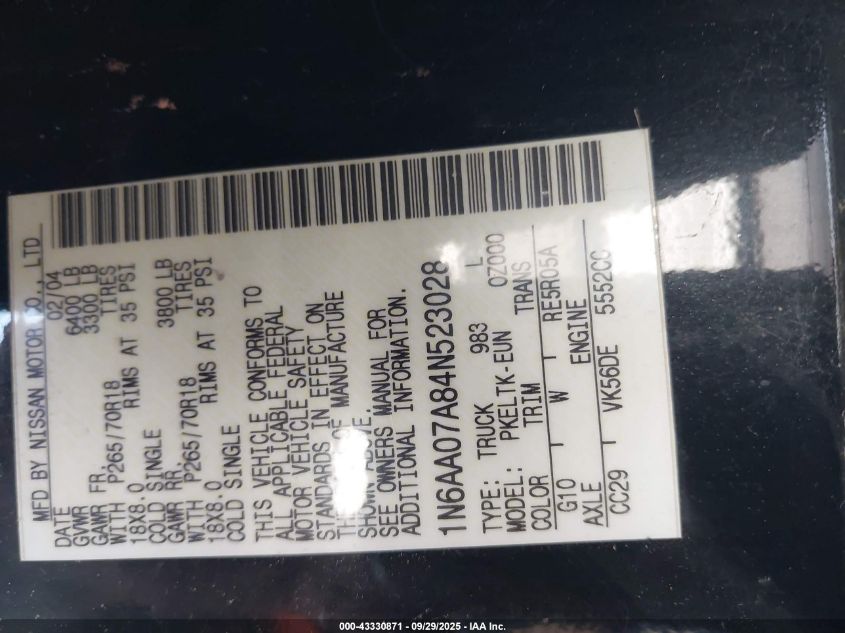 MFD BY NISSAN MOTOR CO., LTD
DATE 02/04
GVWR 6400 LB
GAWR FR. 3300 LB
WITH P265/70R18 TIRES
18X8.0 RIMS AT 35 PSI
COLD SINGLE
GAWR RR. 3800 LB
WITH P265/70R18 TIRES
18X8.0 RIMS AT 35 PSI
COLD SINGLE
THIS VEHICLE CONFORMS TO
ALL APPLICABLE FEDERAL
MOTOR VEHICLE SAFETY
STANDARDS IN EFFECT ON
MANUFACTURE
SHOWN ABOVE.
SEE OWNERS MANUAL FOR
ADDITIONAL INFORMATION.
1N6AA07A84N523028
TYPE: TRUCK 983 L
MODEL: PKELTK-EUN 0Z000
COLOR TRIM TRANS
G10 W RE5R05A
AXLE ENGINE
CC29 VK56DE 5552CC
000-43330871 - 09/29/2025 - IAA Inc.